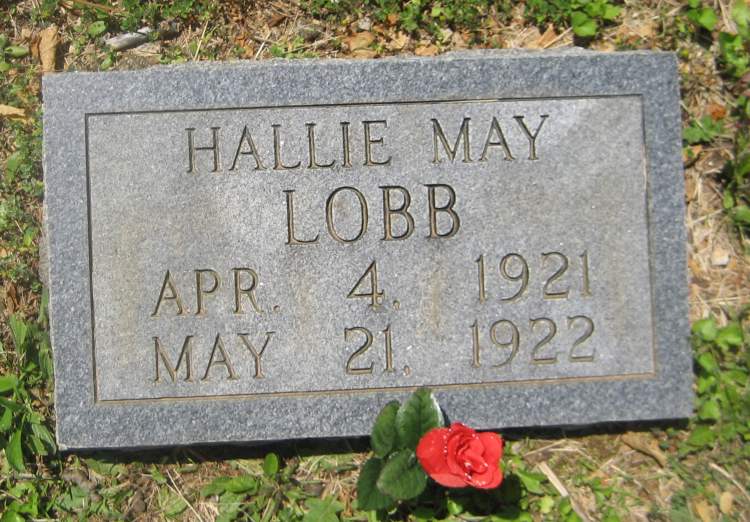 HALLIE MAY
LOBB
APR. 4. 1921
MAY 21, 1922